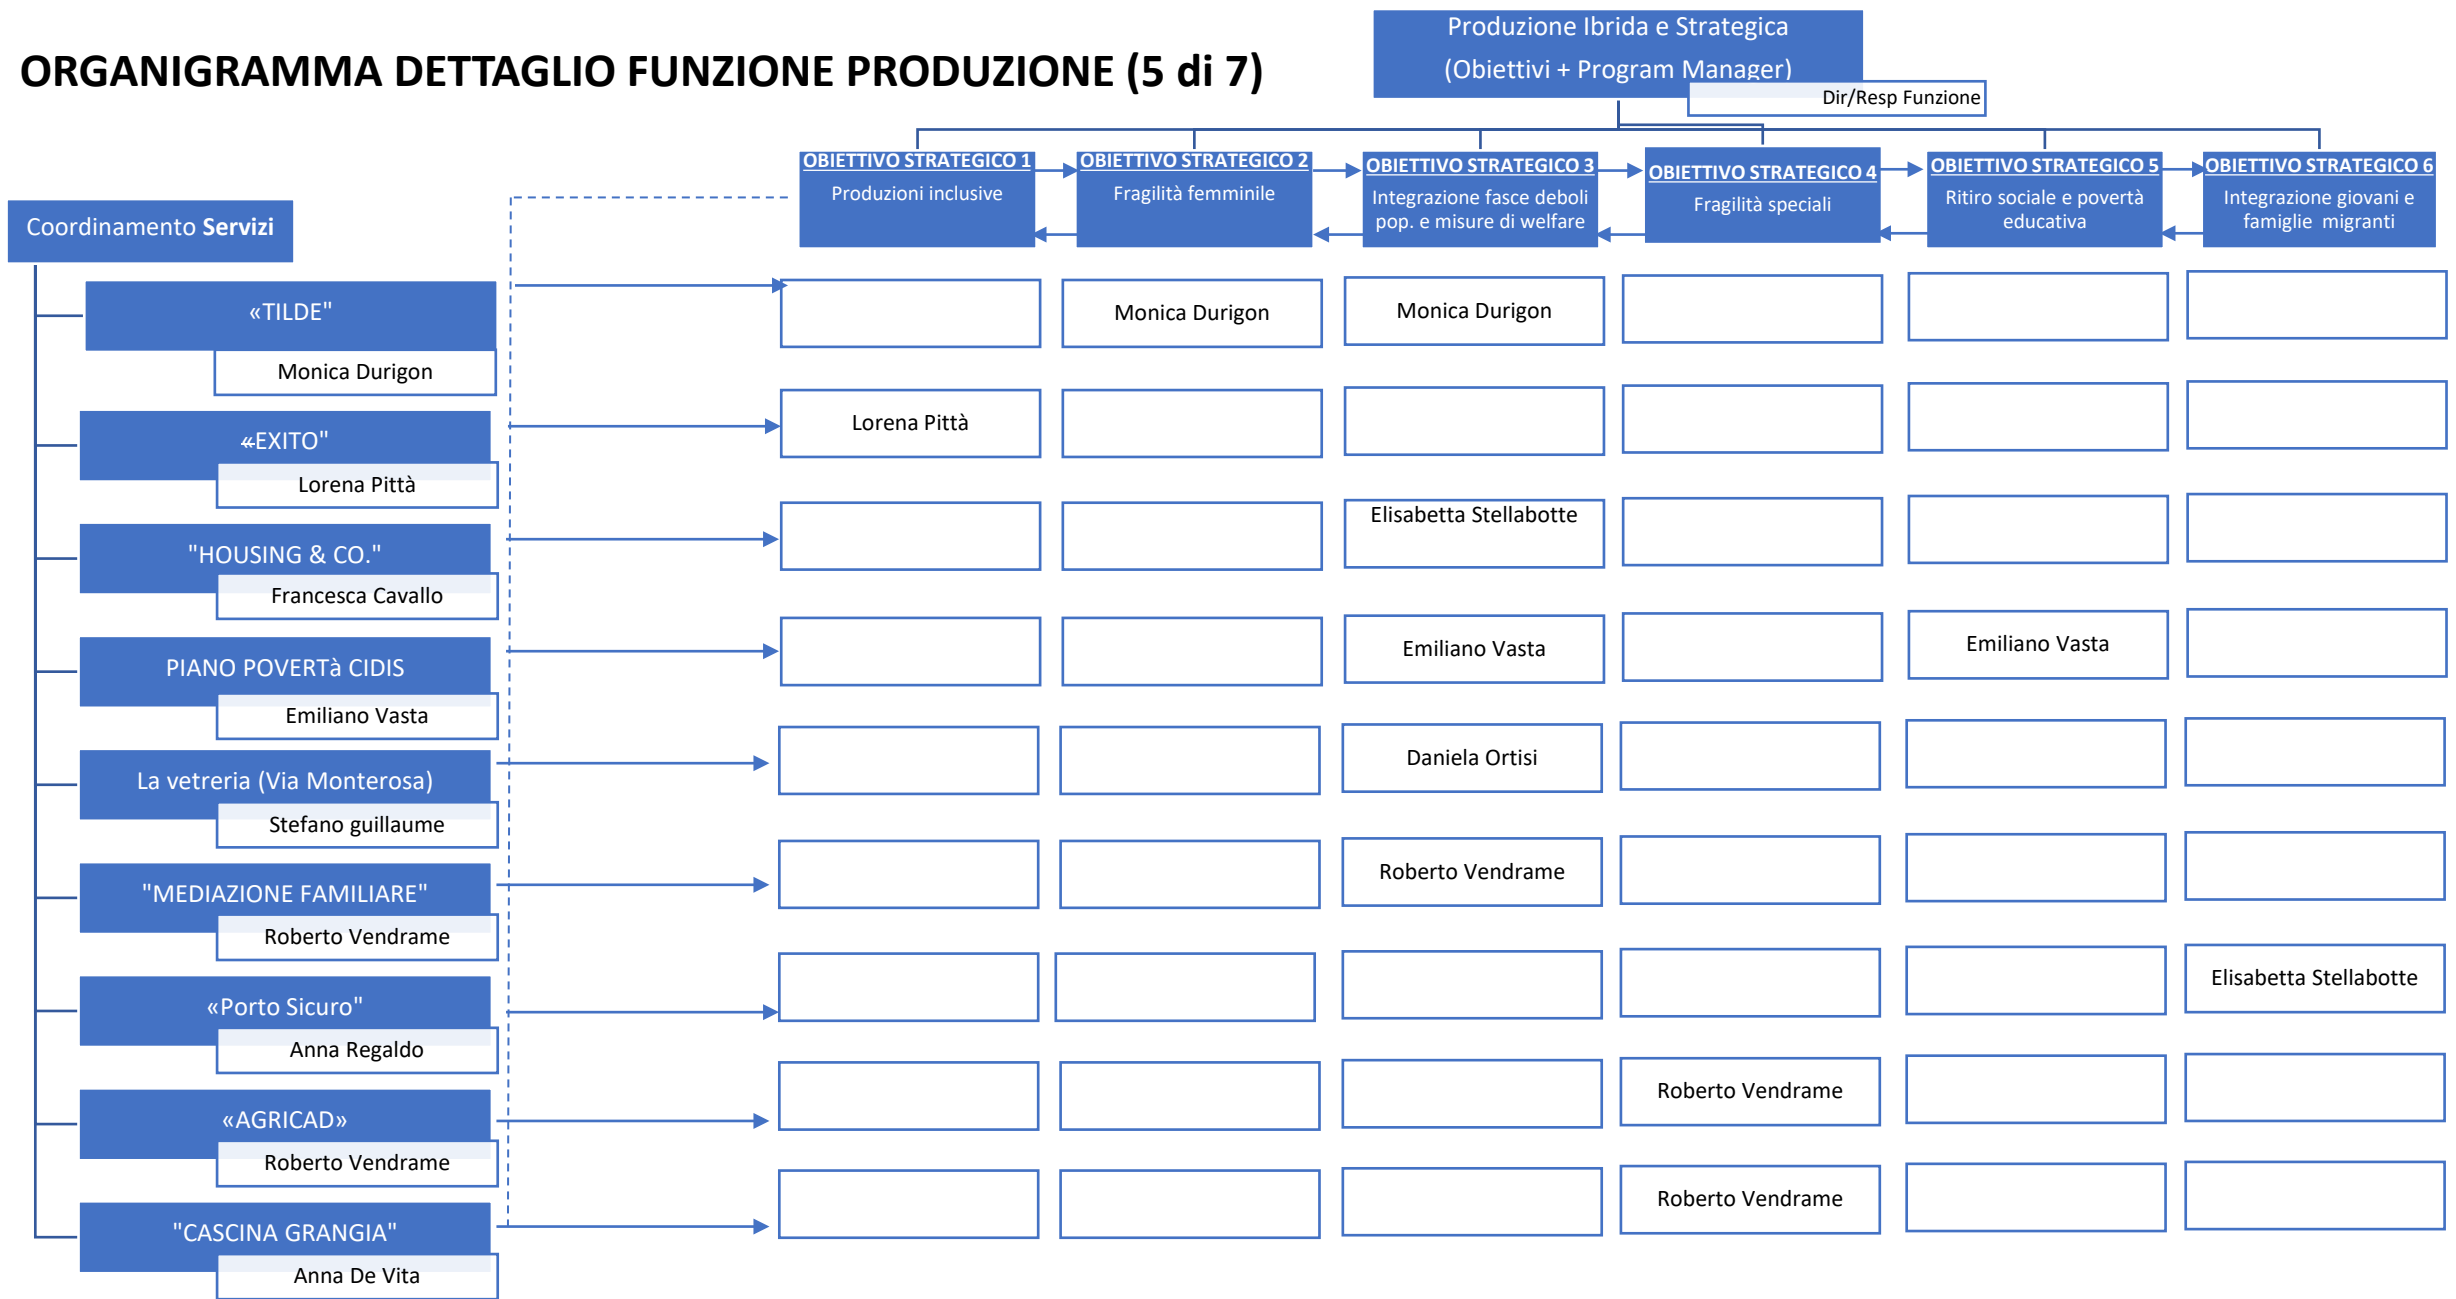 Produzione Ibrida e Strategica
(Obiettivi + Program Manager)
Dir/Resp Funzione
ORGANIGRAMMA DETTAGLIO FUNZIONE PRODUZIONE (5 di 7)
OBIETTIVO STRATEGICO 1
Produzioni inclusive
OBIETTIVO STRATEGICO 2
Fragilità femminile
OBIETTIVO STRATEGICO 3
Integrazione fasce deboli
pop. e misure di welfare
OBIETTIVO STRATEGICO 4
Fragilità speciali
OBIETTIVO STRATEGICO 5
Ritiro sociale e povertà
educativa
OBIETTIVO STRATEGICO 6
Integrazione giovani e
famiglie migranti
Coordinamento Servizi
«TILDE"
Monica Durigon
Monica Durigon
Monica Durigon
«EXITO"
Lorena Pittà
Lorena Pittà
"HOUSING & CO."
Francesca Cavallo
Elisabetta Stellabotte
PIANO POVERTà CIDIS
Emiliano Vasta
Emiliano Vasta
Emiliano Vasta
La vetreria (Via Monterosa)
Stefano guillaume
Daniela Ortisi
"MEDIAZIONE FAMILIARE"
Roberto Vendrame
Roberto Vendrame
«Porto Sicuro"
Anna Regaldo
Elisabetta Stellabotte
«AGRICAD»
Roberto Vendrame
Roberto Vendrame
"CASCINA GRANGIA"
Anna De Vita
Roberto Vendrame